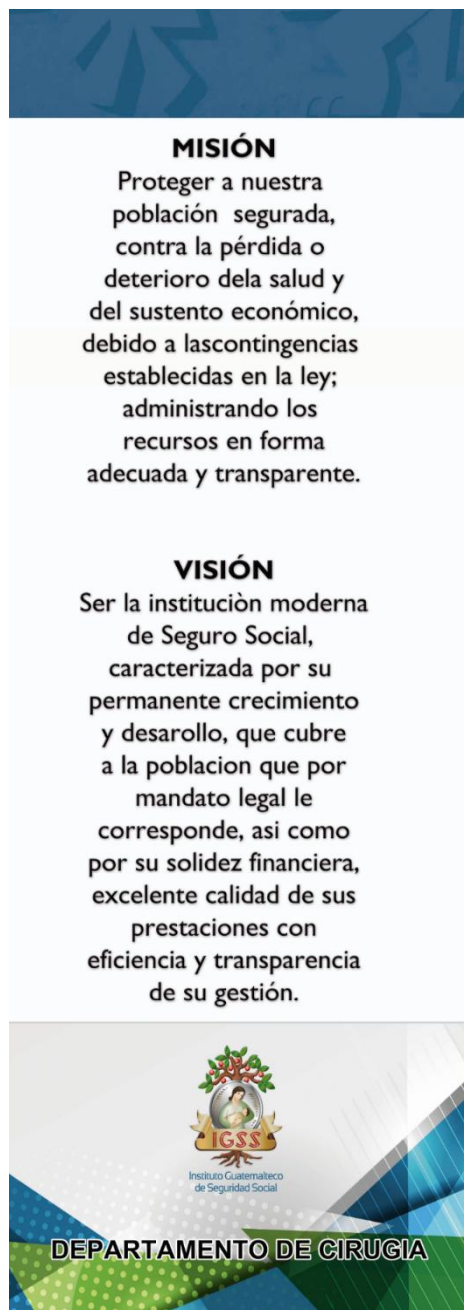 MISIÓN
Proteger a nuestra
población segurada,
contra la pérdida o
deterioro dela salud y
del sustento económico,
debido a lascontingencias
establecidas en la ley;
administrando los
recursos en forma
adecuada y transparente.
VISIÓN
Ser la instituciòn moderna
de Seguro Social,
caracterizada por su
permanente crecimiento
y desarollo, que cubre
a la poblacion que por
mandato legal le
corresponde, asi como
por su solidez financiera,
excelente calidad de sus
prestaciones con
eficiencia y transparencia
de su gestión.
IGSS
Instituto Guatemalteco
de Seguridad Social
DEPARTAMENTO DE CIRUGIA